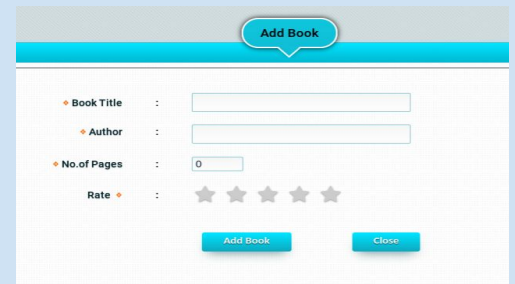 Add Book
Book Title :
Author :
No.of Pages : 0
Rate :
Add Book Close